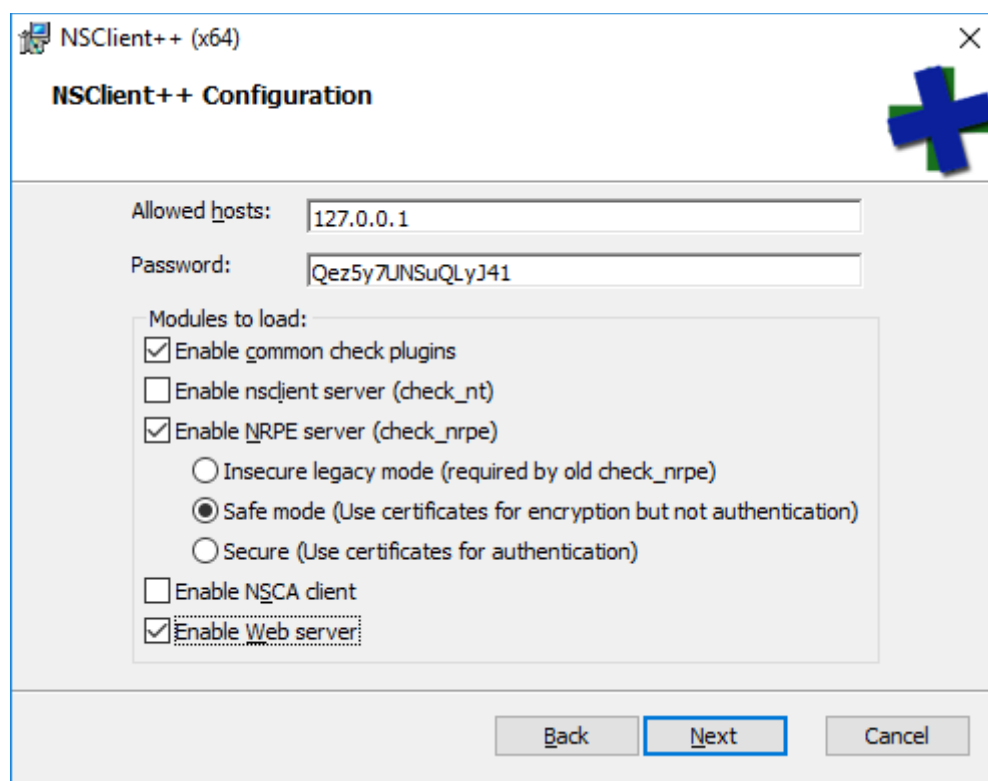 NSClient++ (x64)
NSClient++ Configuration
Allowed hosts: 127.0.0.1
Password: Qez5y7UNSuQLyJ41
Modules to load:
Enable common check plugins
Enable nsclient server (check_nt)
Enable NRPE server (check_nrpe)
Insecure legacy mode (required by old check_nrpe)
Safe mode (Use certificates for encryption but not authentication)
Secure (Use certificates for authentication)
Enable NSCA client
Enable Web server
Back Next Cancel